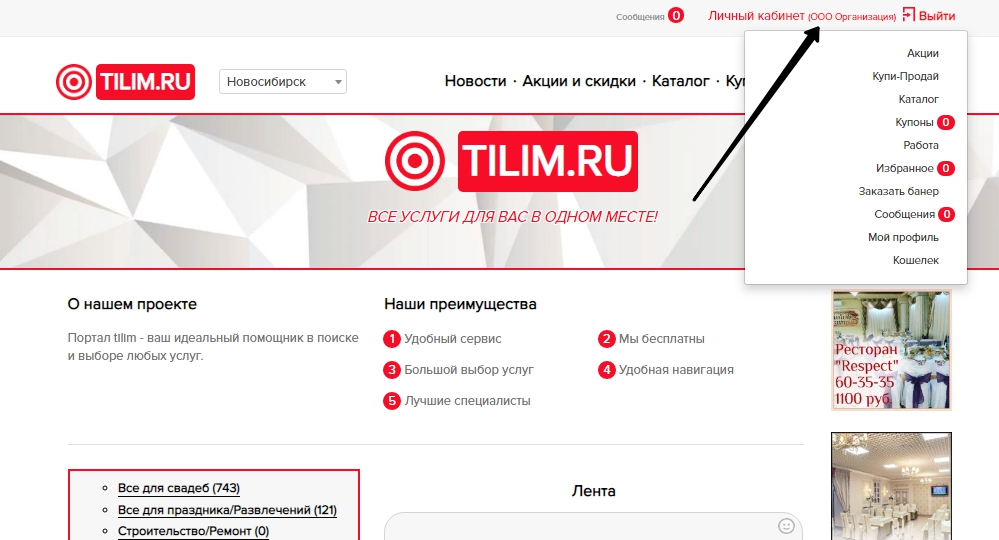 Сообщения 0
Личный кабинет (ООО Организация)
Выйти
TILIM.RU
Новосибирск
Новости · Акции и скидки · Каталог ·
Акции
Купи-Продай
Каталог
Купоны 0
Работа
Избранное 0
Заказать банер
Сообщения 0
Мой профиль
Кошелек
TILIM.RU
ВСЕ УСЛУГИ ДЛЯ ВАС В ОДНОМ МЕСТЕ!
О нашем проекте
Портал tilim - ваш идеальный помощник в поиске
и выборе любых услуг.
Наши преимущества
1 Удобный сервис
2 Мы бесплатны
3 Большой выбор услуг
4 Удобная навигация
5 Лучшие специалисты
Ресторан
"Respect"
60-35-35
1100 руб.
Все для свадеб (743)
Все для праздника/Развлечений (121)
Строительство/Ремонт (0)
Лента